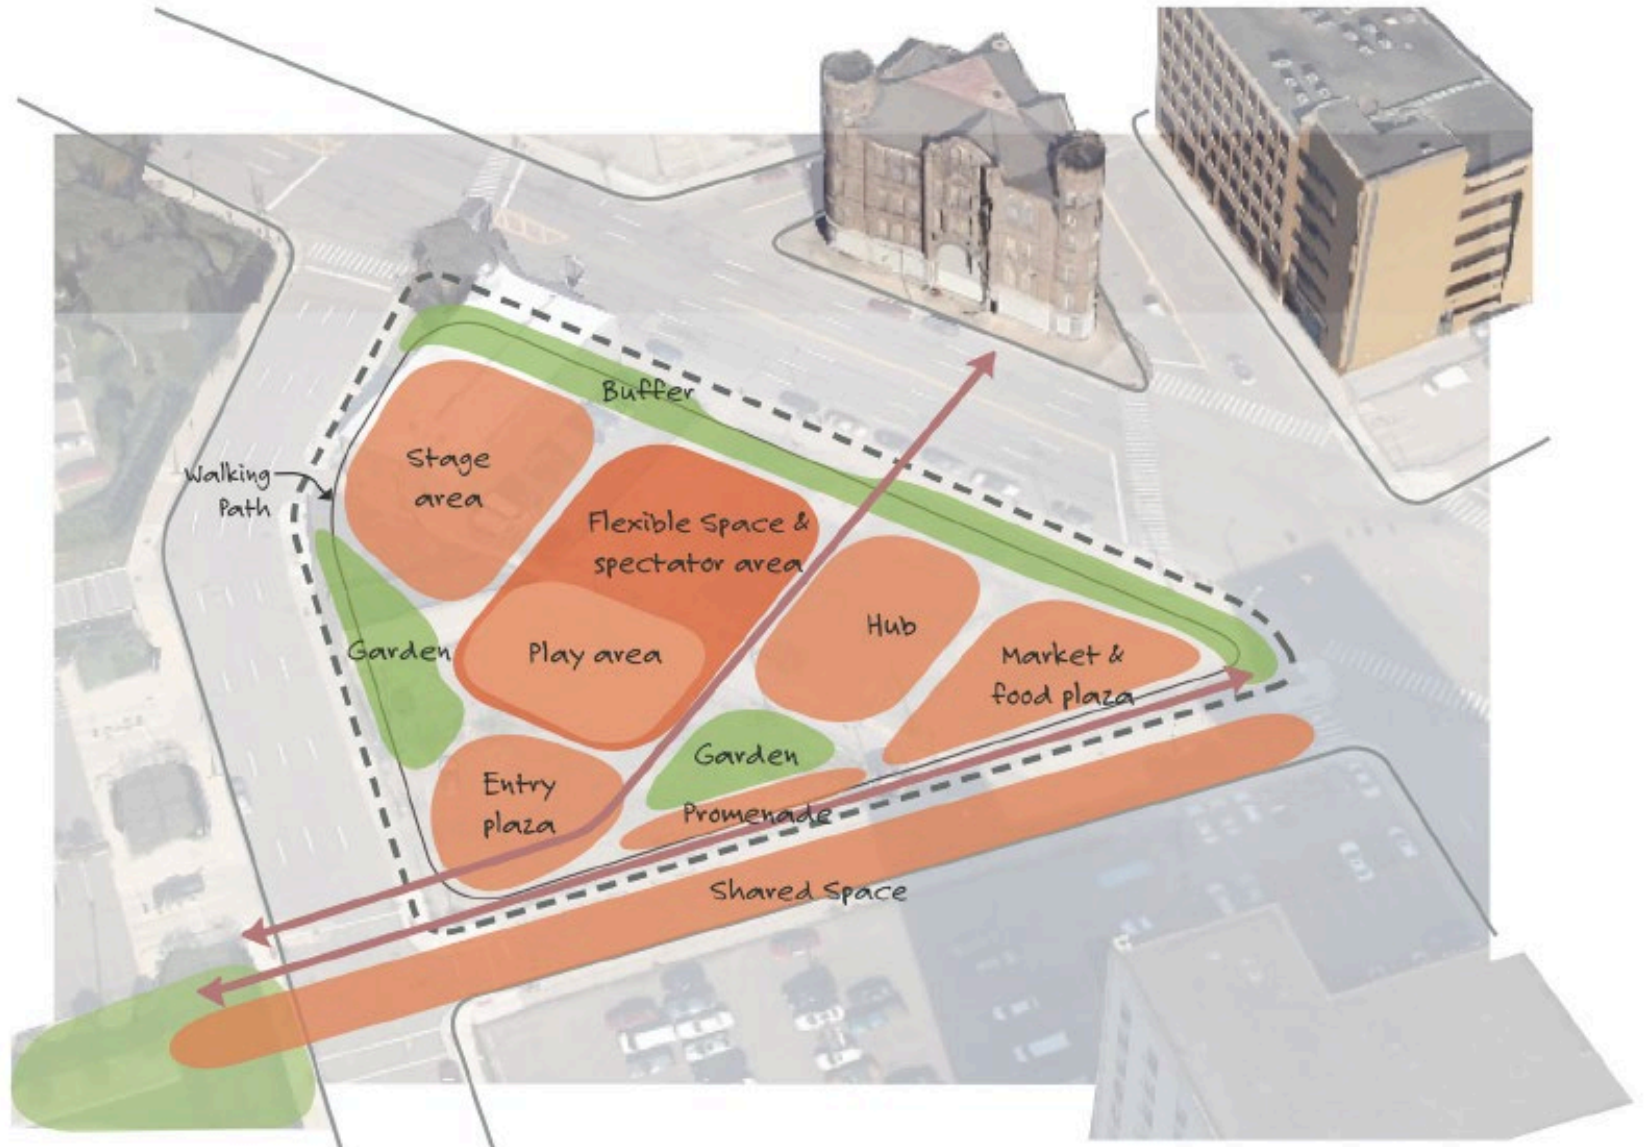 Buffer
Stage
area
Walking
Path
Flexible Space &
spectator area
Hub
Garden
Play area
Market &
food plaza
Garden
Entry
plaza
Promenade
Shared Space